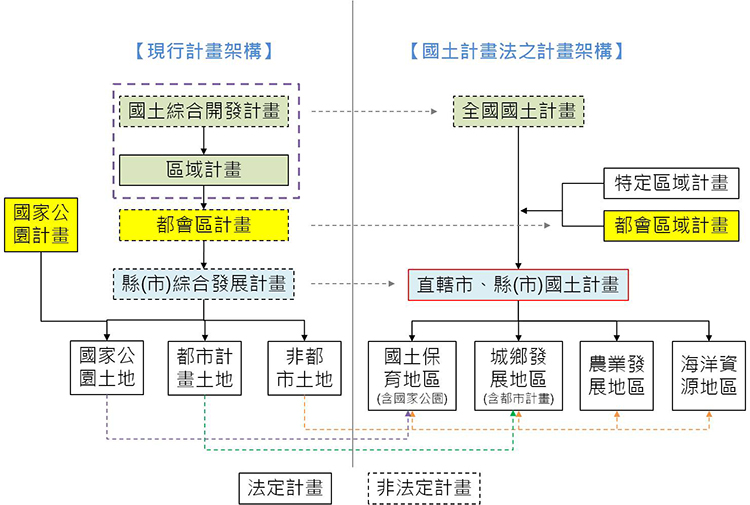 【現行計畫架構】
【國土計畫法之計畫架構】
國土綜合開發計畫
全國國土計畫
區域計畫
特定區域計畫
國家公
園計畫
都會區計畫
都會區域計畫
縣(市)綜合發展計畫
直轄市、縣(市)國土計畫
國家公
園土地
都市計
畫土地
非都
市土地
國土保
育地區
(含國家公園)
城鄉發
展地區
(含都市計畫)
農業發
展地區
海洋資
源地區
法定計畫
非法定計畫